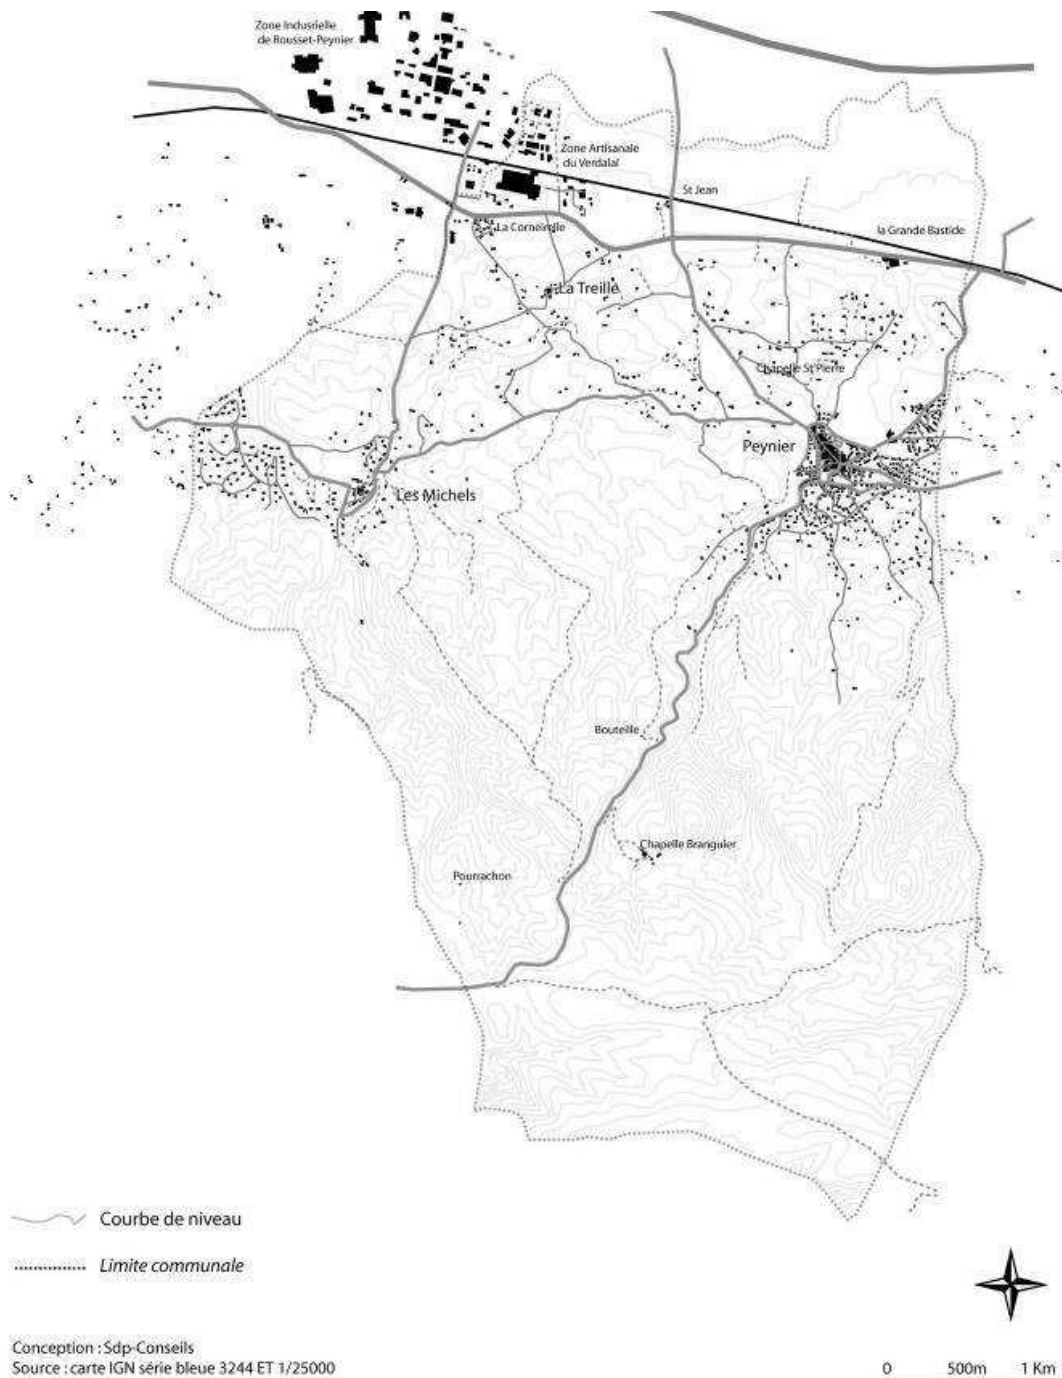 Zone Indusrielle
de Rousset-Peynier
Zone Artisanale
du Verdalaï
St Jean
La Corneirelle
la Grande Bastide
La Treille
Chapelle St Pierre
Peynier
Les Michels
Bouteille
Chapelle Branguier
Pourrachon
Courbe de niveau
Limite communale
Conception : Sdp-Conseils
Source : carte IGN série bleue 3244 ET 1/25000
0 500m 1 Km